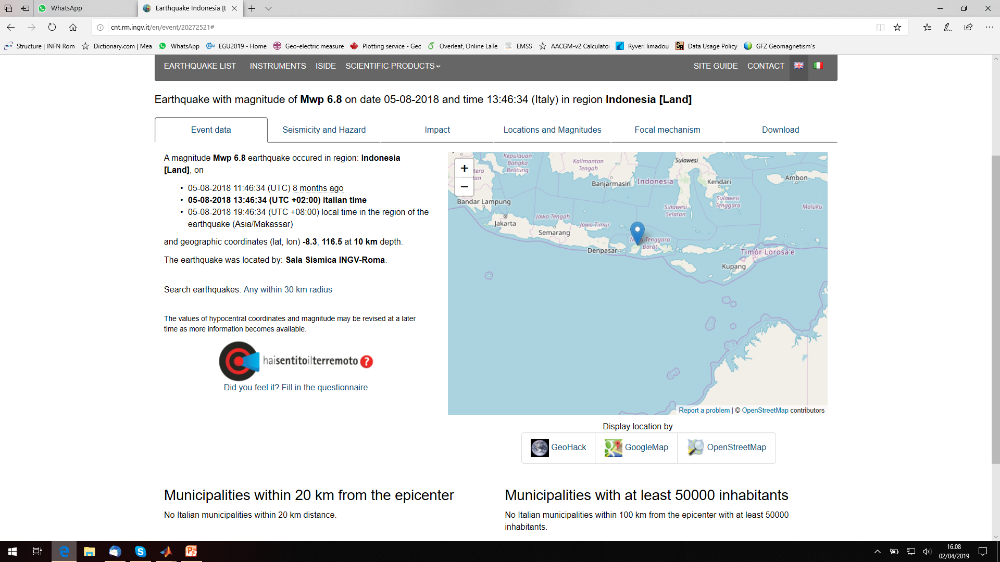 WhatsApp
Earthquake Indonesia [L
cnt.rm.ingv.it/en/event/20272521#
Structure | INFN Rom
Dictionary.com | Mea
WhatsApp
EGU2019 - Home
Geo-electric measure
Plotting service - Gec
Overleaf, Online LaTe
EMSS
AACGM-v2 Calculator
Ryver: limadou
Data Usage Policy
GFZ Geomagnetism's
EARTHQUAKE LIST INSTRUMENTS ISIDE SCIENTIFIC PRODUCTS SITE GUIDE CONTACT
Earthquake with magnitude of Mwp 6.8 on date 05-08-2018 and time 13:46:34 (Italy) in region Indonesia [Land]
Event data Seismicity and Hazard Impact Locations and Magnitudes Focal mechanism Download
A magnitude Mwp 6.8 earthquake occured in region: Indonesia
[Land], on
• 05-08-2018 11:46:34 (UTC) 8 months ago
• 05-08-2018 13:46:34 (UTC +02:00) Italian time
• 05-08-2018 19:46:34 (UTC +08:00) local time in the region of the
earthquake (Asia/Makassar)
and geographic coordinates (lat, lon) -8.3, 116.5 at 10 km depth.
The earthquake was located by: Sala Sismica INGV-Roma.
Search earthquakes: Any within 30 km radius
The values of hypocentral coordinates and magnitude may be revised at a later
time as more information becomes available.
haisentitoilterremoto ?
Did you feel it? Fill in the questionnaire.
+
−
Kepulauan
Bangka
Belitung
Kalimantan
Tengah
Sulawesi
Banjarmasin
Indonesia
Kendari
Ambon
Bandar Lampung
Sulawesi
Tenggara
Sulawesi
Selatan
Maluku
Jakarta
Jawa Tengah
Semarang
Jawa Timur
Tenggara
Barat
Denpasar
Timór Lorosa'e
Kupang
Report a problem | © OpenStreetMap contributors
Display location by
GeoHack GoogleMap OpenStreetMap
Municipalities within 20 km from the epicenter
No Italian municipalities within 20 km distance.
Municipalities with at least 50000 inhabitants
No Italian municipalities within 100 km from the epicenter with at least 50000
inhabitants.
16.08
02/04/2019